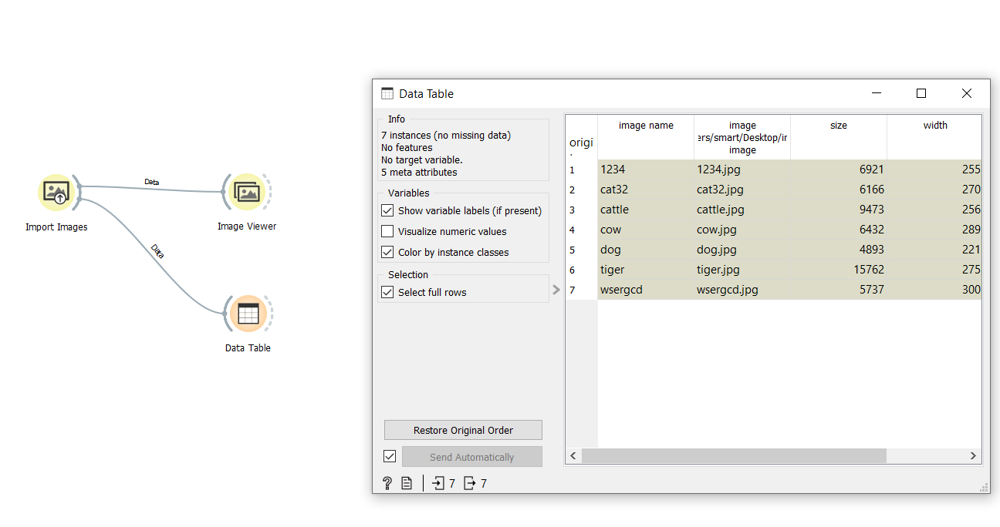 Import Images
Data
Image Viewer
Data
Data Table
Data Table
Info
7 instances (no missing data)
No features
No target variable.
5 meta attributes
Variables
Show variable labels (if present)
Visualize numeric values
Color by instance classes
Selection
Select full rows
Restore Original Order
Send Automatically
? 7 7
origi
image name
image
ers/smart/Desktop/ir
image
size
width
1 1234 1234.jpg 6921 255
2 cat32 cat32.jpg 6166 270
3 cattle cattle.jpg 9473 256
4 cow cow.jpg 6432 289
5 dog dog.jpg 4893 221
6 tiger tiger.jpg 15762 275
7 wsergcd wsergcd.jpg 5737 300